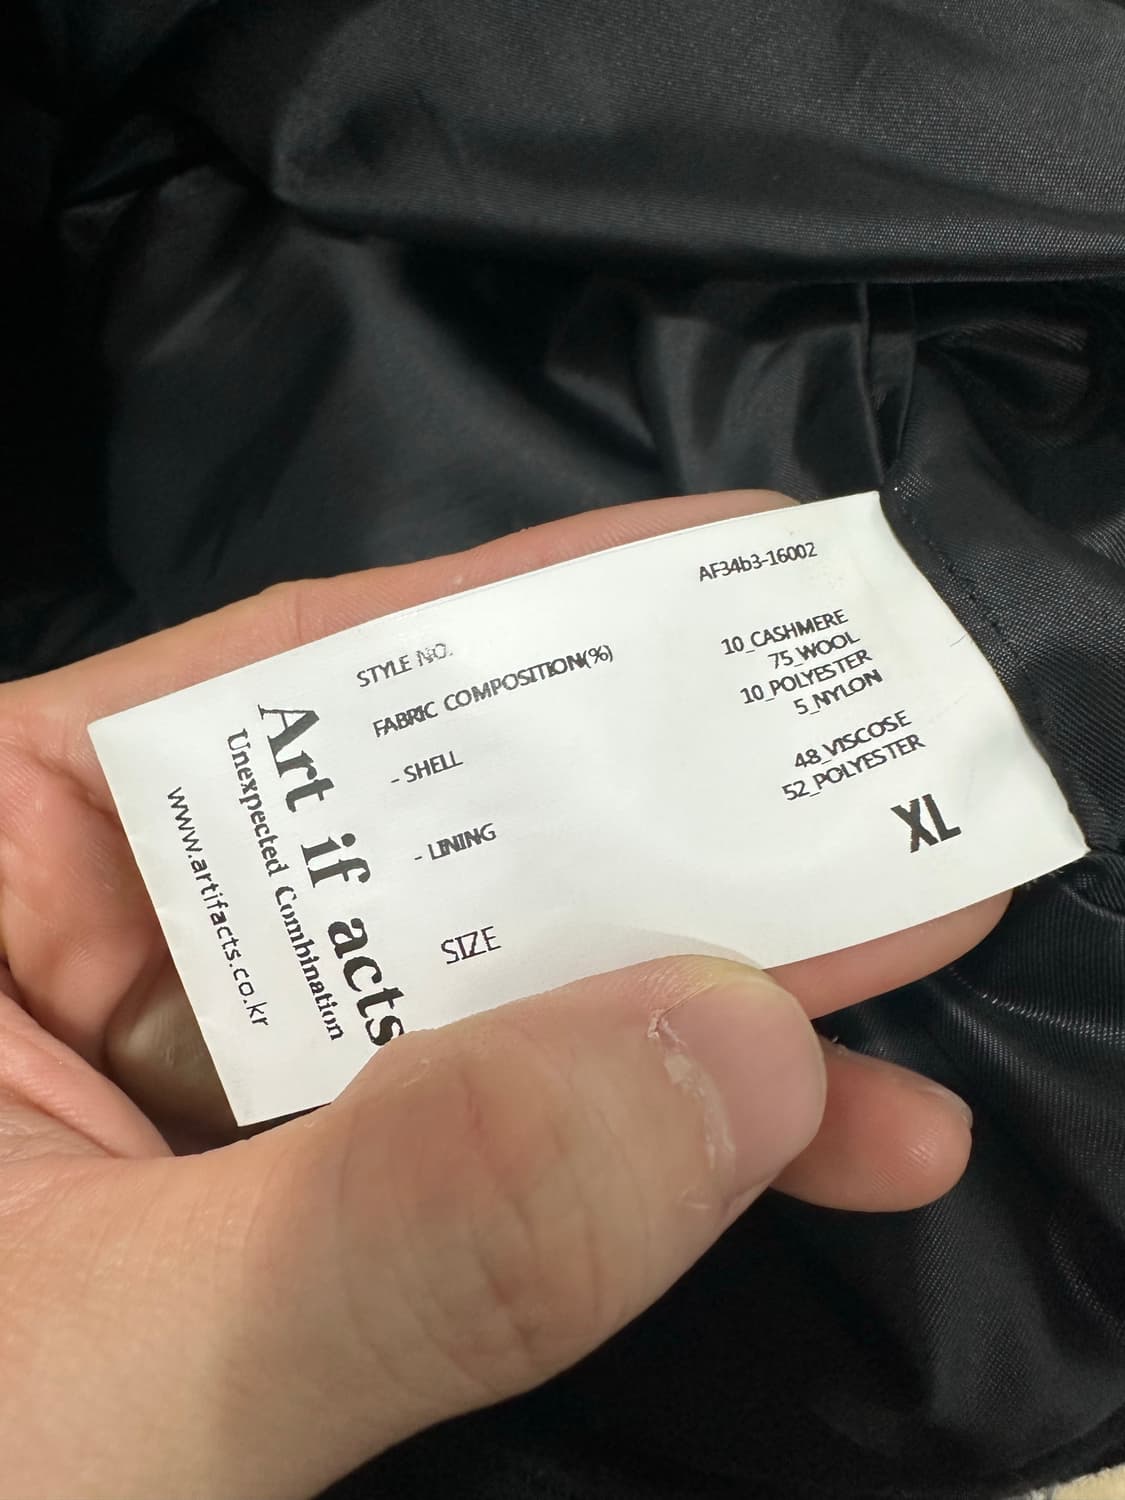 STYLE NO. AF34b3-16002
FABRIC COMPOSITION(%)
- SHELL 10_CASHMERE
75_WOOL
10_POLYESTER
5_NYLON
- LINING 48_VISCOSE
52_POLYESTER
SIZE XL
Art if acts
Unexpected Combination
www.artifacts.co.kr